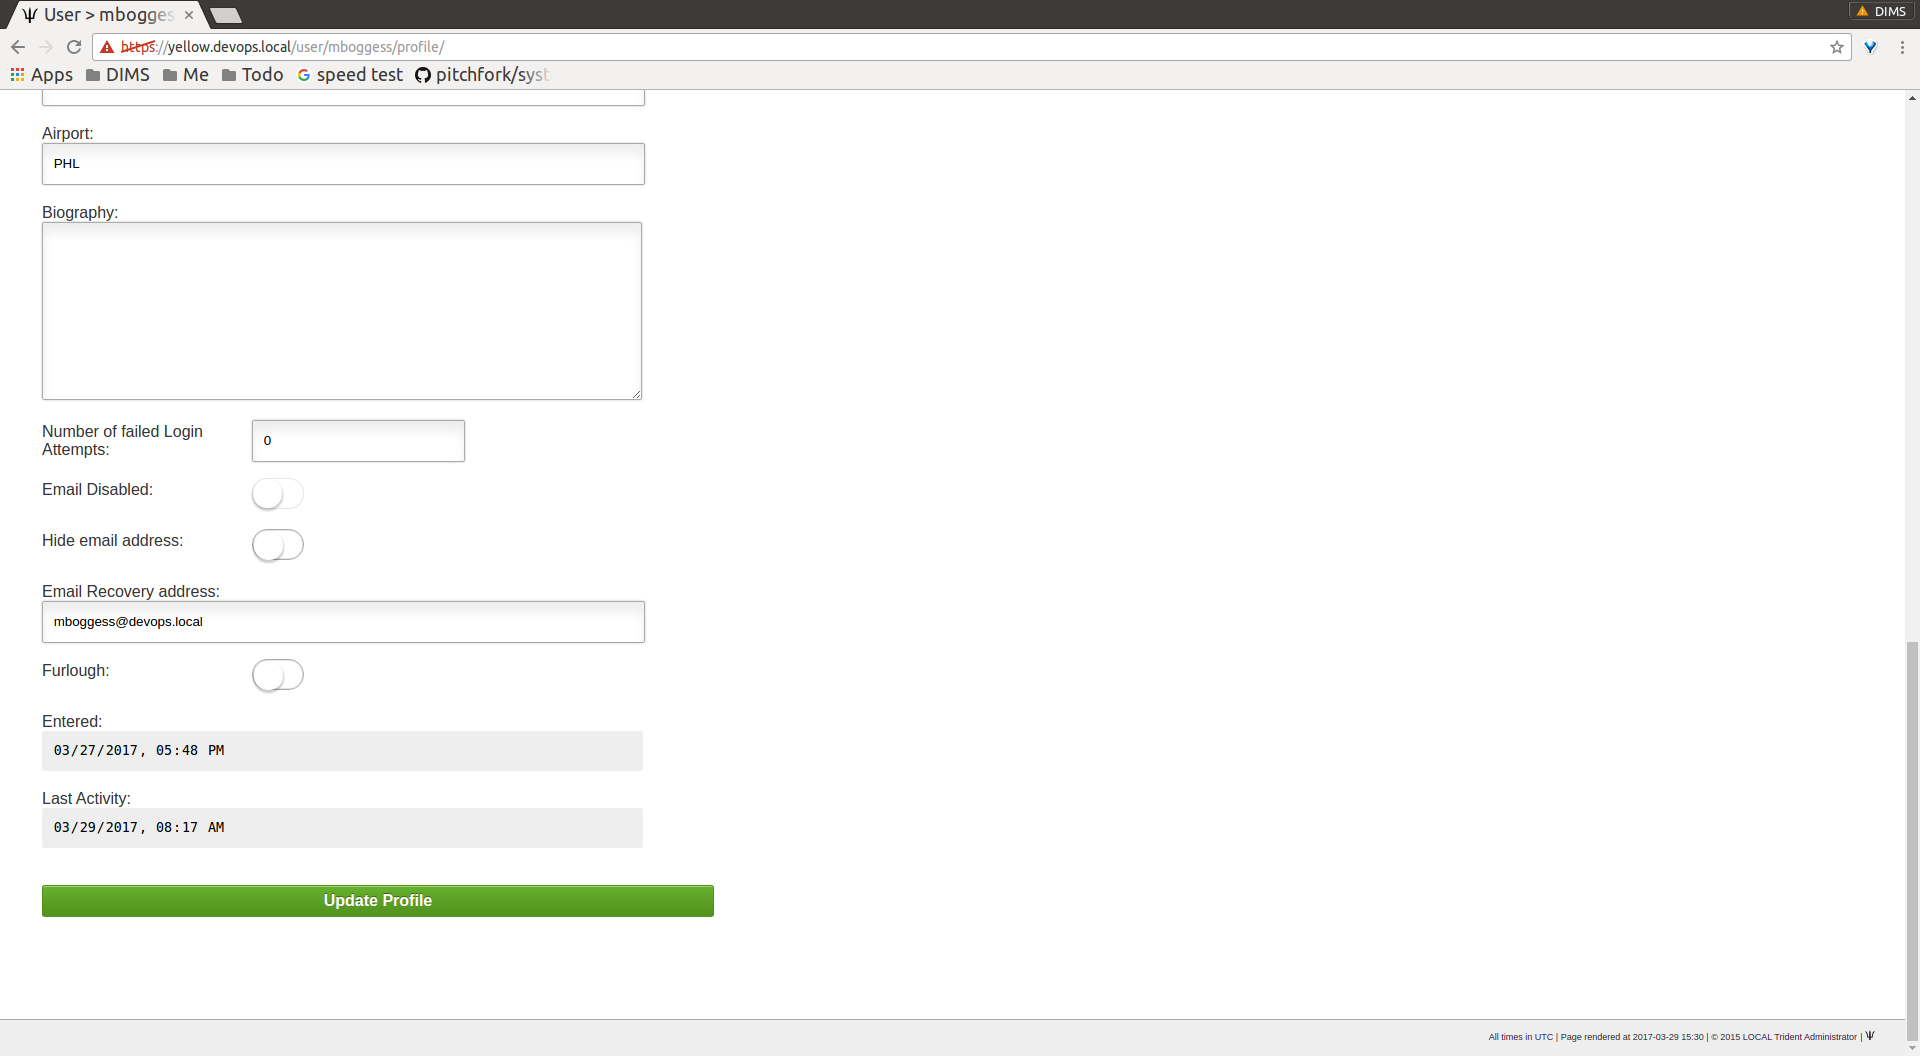 User > mbogges
DIMS
https://yellow.devops.local/user/mboggess/profile/
Apps DIMS Me Todo speed test pitchfork/syst
Airport:
PHL
Biography:
Number of failed Login
Attempts:
0
Email Disabled:
Hide email address:
Email Recovery address:
mboggess@devops.local
Furlough:
Entered:
03/27/2017, 05:48 PM
Last Activity:
03/29/2017, 08:17 AM
Update Profile
All times in UTC | Page rendered at 2017-03-29 15:30 | © 2015 LOCAL Trident Administrator |